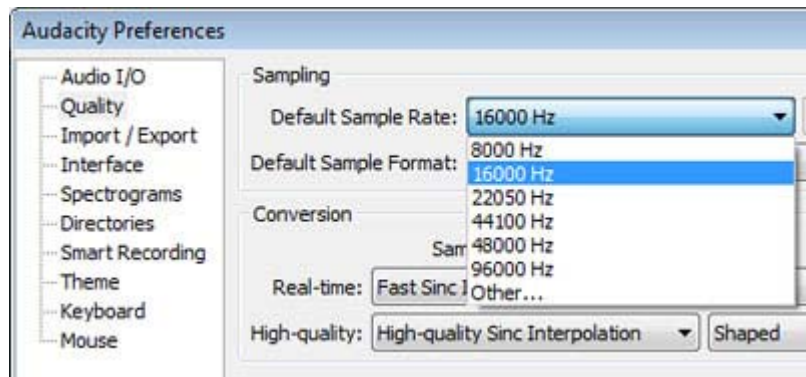 Audacity Preferences
Audio I/O
Quality
Import / Export
Interface
Spectrograms
Directories
Smart Recording
Theme
Keyboard
Mouse
Sampling
Default Sample Rate: 16000 Hz
8000 Hz
16000 Hz
22050 Hz
44100 Hz
48000 Hz
96000 Hz
Other...
Default Sample Format:
Conversion
Real-time: Fast Sinc
High-quality: High-quality Sinc Interpolation Shaped